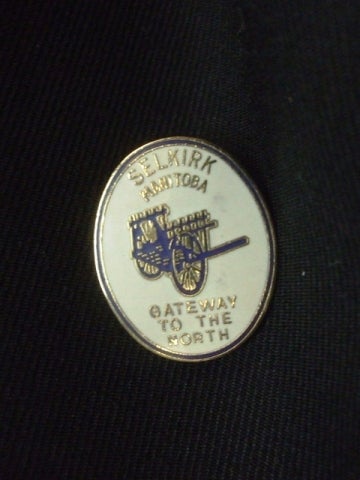 SELKIRK
MANITOBA
GATEWAY
TO THE
NORTH